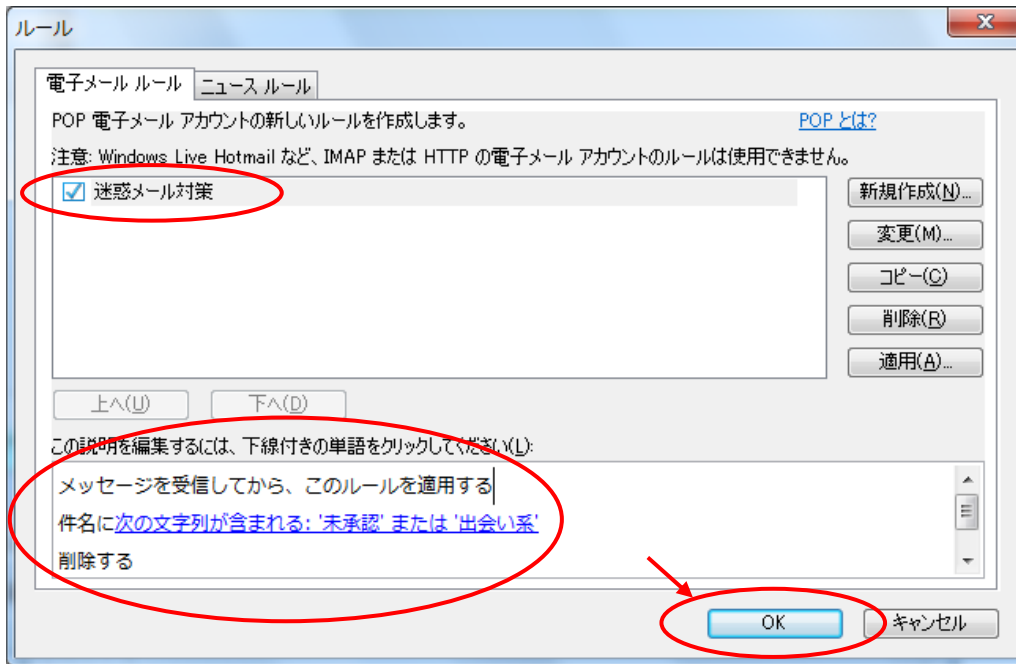 ルール
電子メール ルール ニュース ルール
POP 電子メール アカウントの新しいルールを作成します。 POP とは?
注意: Windows Live Hotmail など、IMAP または HTTP の電子メール アカウントのルールは使用できません。
迷惑メール対策
新規作成(N)...
変更(M)...
コピー(C)
削除(R)
適用(A)...
上へ(U) 下へ(D)
この説明を編集するには、下線付きの単語をクリックしてください(L):
メッセージを受信してから、このルールを適用する
件名に次の文字列が含まれる: '未承認' または '出会い系'
削除する
OK キャンセル